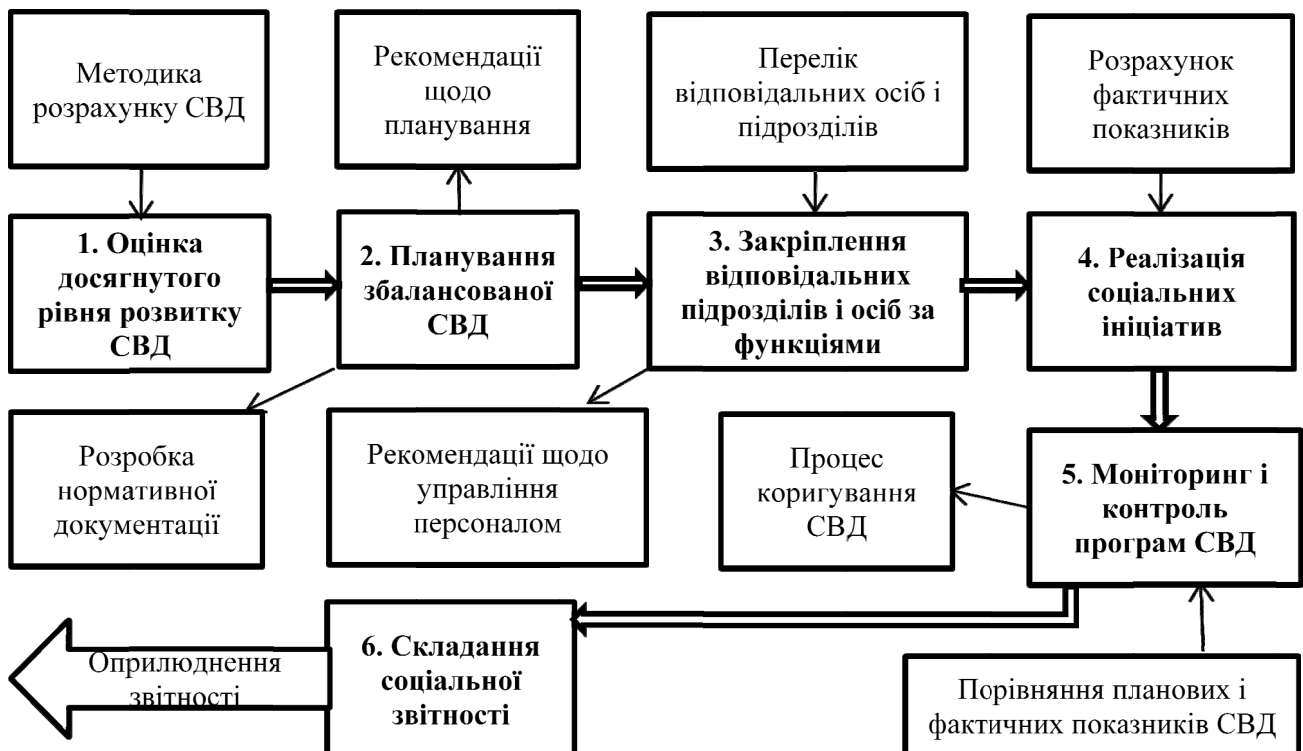 Методика
розрахунку СВД
Рекомендації
щодо
планування
Перелік
відповідальних осіб і
підрозділів
Розрахунок
фактичних
показників
1. Оцінка
досягнутого
рівня розвитку
СВД
2. Планування
збалансованої
СВД
3. Закріплення
відповідальних
підрозділів і осіб за
функціями
4. Реалізація
соціальних
ініціатив
Розробка
нормативної
документації
Рекомендації щодо
управління
персоналом
Процес
коригування
СВД
5. Моніторинг і
контроль
програм СВД
Оприлюднення
звітності
6. Складання
соціальної
звітності
Порівняння планових і
фактичних показників СВД